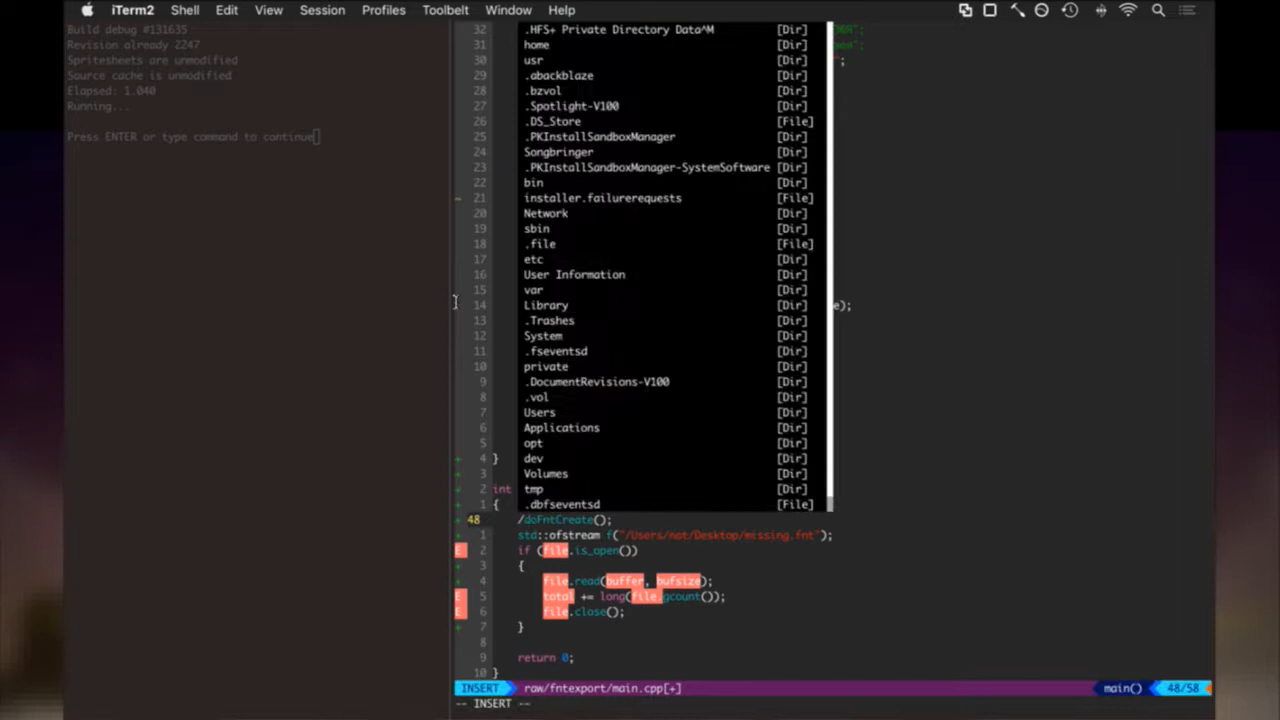 iTerm2 Shell Edit View Session Profiles Toolbelt Window Help
Build debug #131635
Revision already 2247
Spritesheets are unmodified
Source cache is unmodified
Elapsed: 1.040
Running...
Press ENTER or type command to continue
32 .HFS+ Private Directory Data^M [Dir]
31 home [Dir]
30 usr [Dir] ";
29 .abackblaze [Dir]
28 .bzvol [Dir]
27 .Spotlight-V100 [Dir]
26 .DS_Store [File]
25 .PKInstallSandboxManager [Dir]
24 Songbringer [Dir]
23 .PKInstallSandboxManager-SystemSoftware [Dir]
22 bin [Dir]
21 installer.failurerequests [File]
20 Network [Dir]
19 sbin [Dir]
18 .file [File]
17 etc [Dir]
16 User Information [Dir]
15 var [Dir]
14 Library [Dir] e);
13 .Trashes [Dir]
12 System [Dir]
11 .fseventsd [Dir]
10 private [Dir]
9 .DocumentRevisions-V100 [Dir]
8 .vol [Dir]
7 Users [Dir]
6 Applications [Dir]
5 opt [Dir]
+ 4 } dev [Dir]
+ 3 Volumes [Dir]
+ 2 int tmp [Dir]
+ 1 { .dbfseventsd [File]
+ 48 /doFntCreate();
+ 1 std::ofstream f("/Users/nat/Desktop/missing.fnt");
E 2 if (file.is_open())
+ 3 {
+ 4 file.read(buffer, bufsize);
E 5 total += long(file.gcount());
E 6 file.close();
+ 7 }
8
9 return 0;
10 }
INSERT raw/fntexport/main.cpp[+] main() 48/58
-- INSERT --